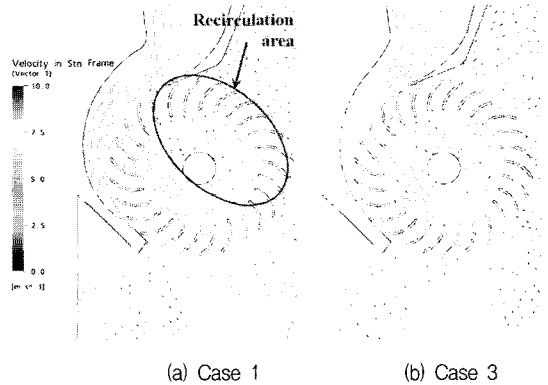 Recirculation
area
Velocity in Stn Frame
(Vector 1)
10.0
7.5
5.0
2.5
0.0
(a) Case 1
(b) Case 3